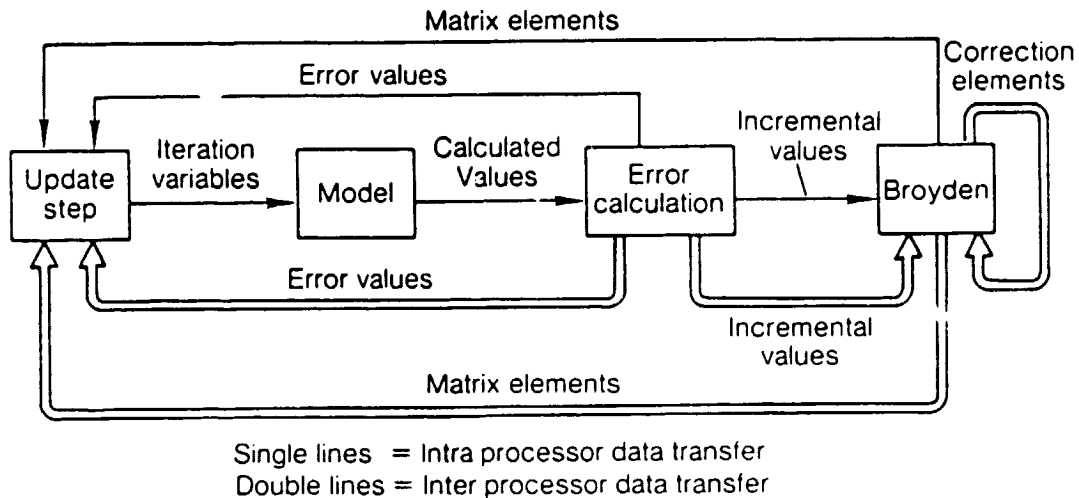 Matrix elements
Correction
elements
Error values
Iteration
variables
Calculated
Values
Incremental
values
Update
step
Model
Error
calculation
Broyden
Error values
Incremental
values
Matrix elements
Single lines = Intra processor data transfer
Double lines = Inter processor data transfer